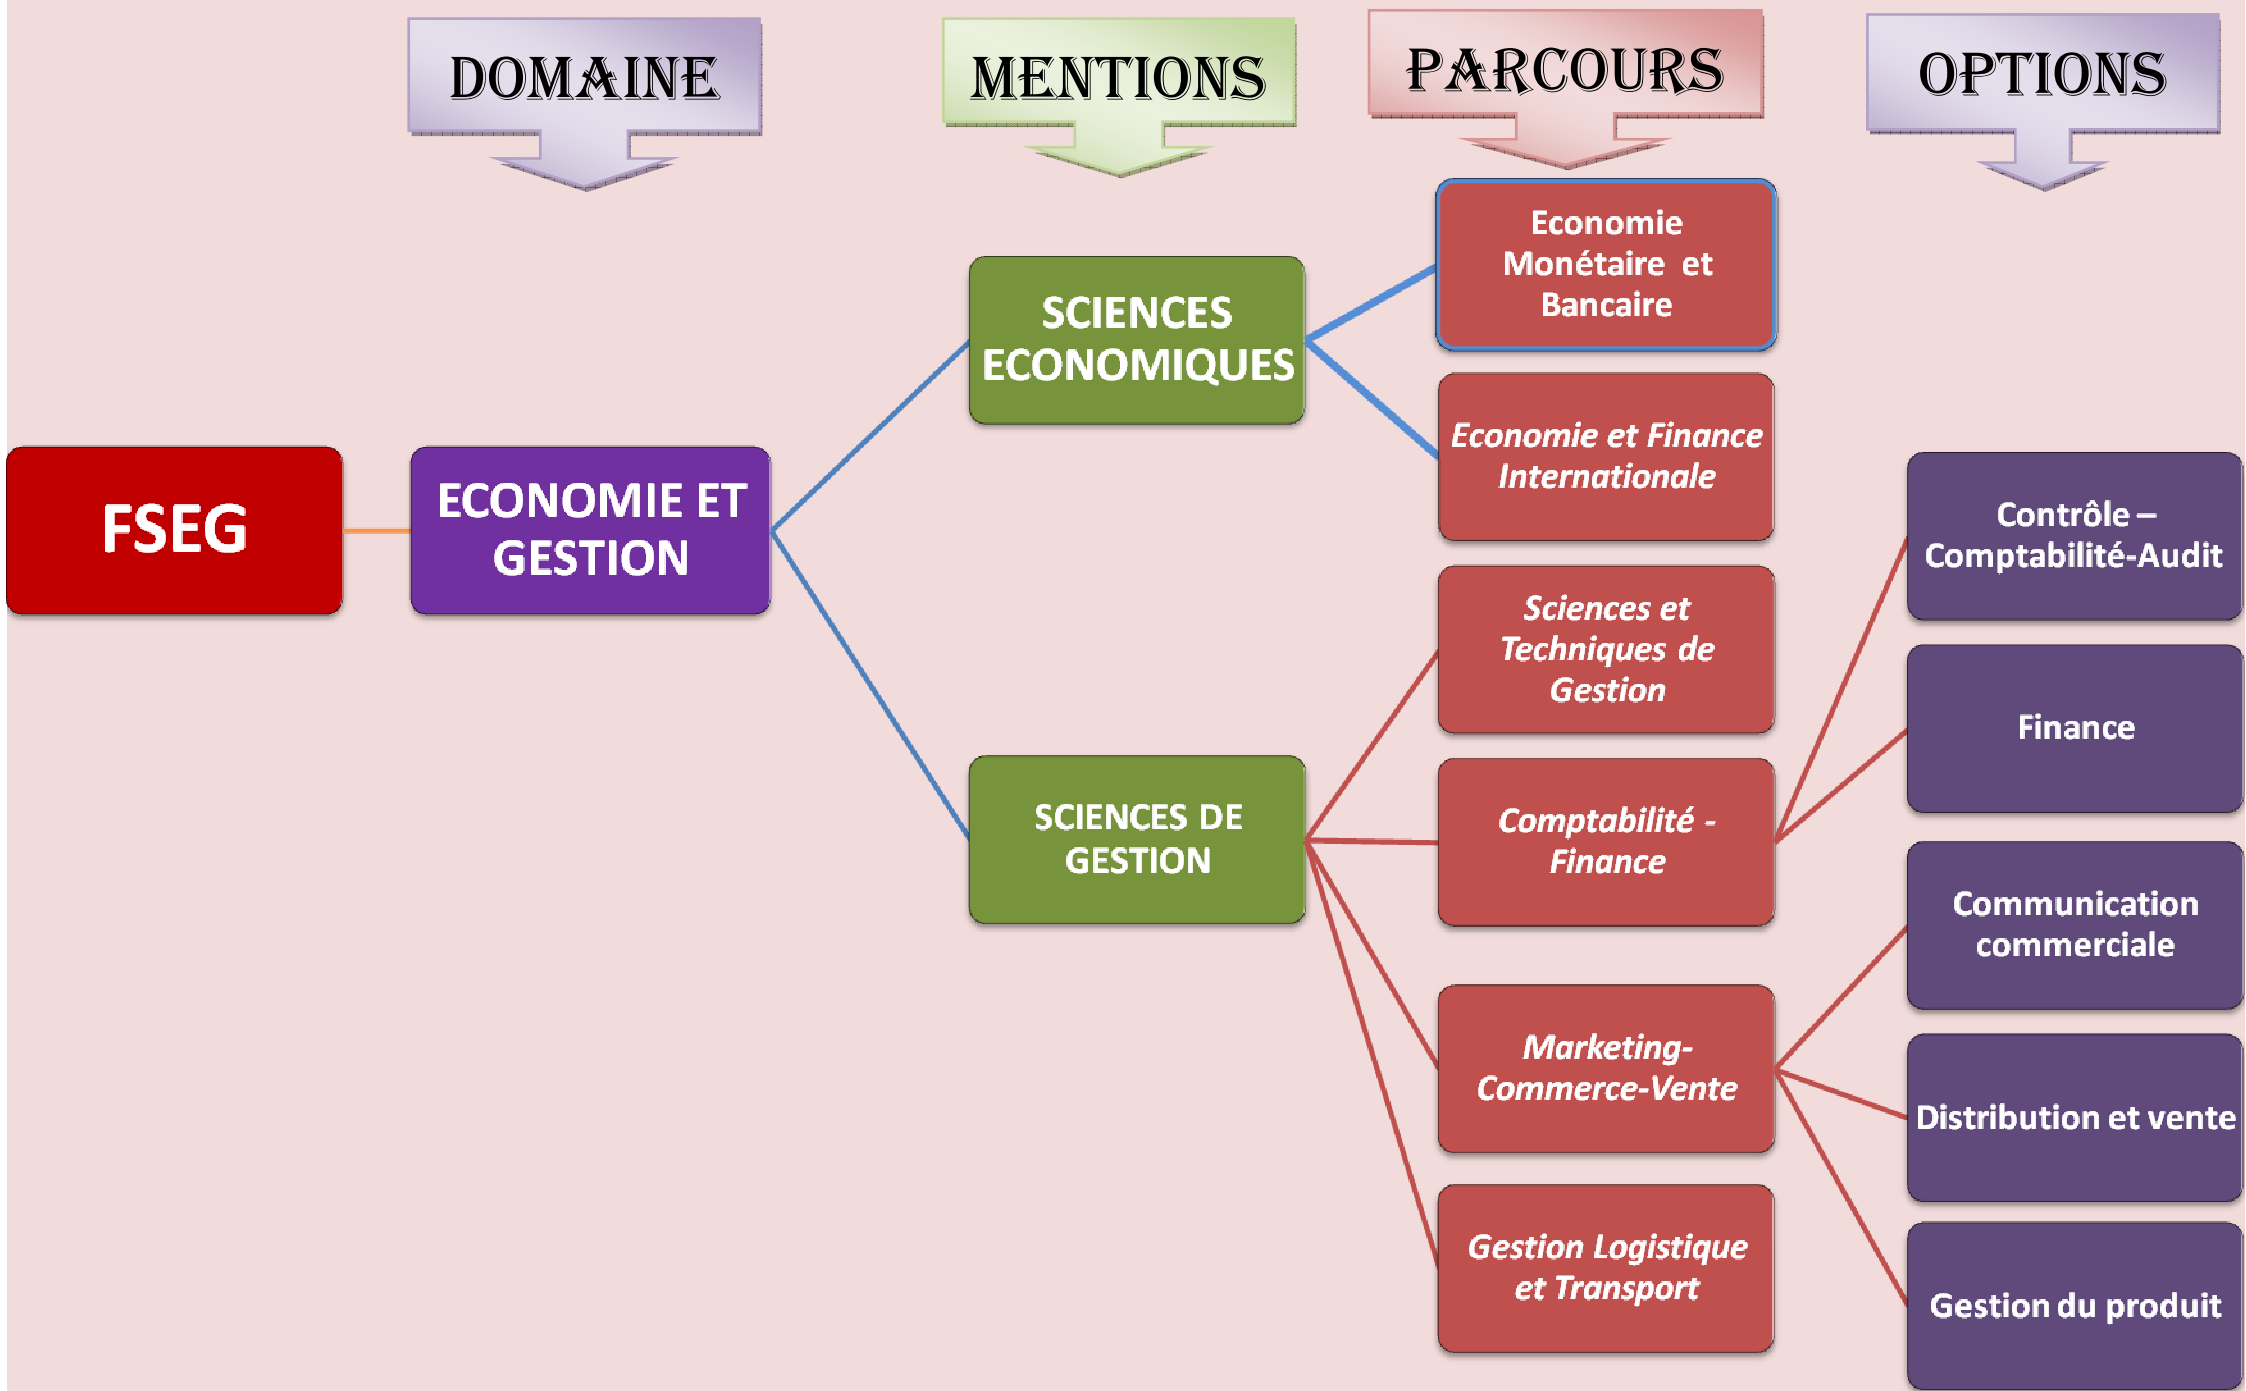 DOMAINE
MENTIONS
PARCOURS
OPTIONS
FSEG
ECONOMIE ET
GESTION
SCIENCES
ECONOMIQUES
SCIENCES DE
GESTION
Economie
Monétaire et
Bancaire
Economie et Finance
Internationale
Sciences et
Techniques de
Gestion
Comptabilité -
Finance
Marketing-
Commerce-Vente
Gestion Logistique
et Transport
Contrôle –
Comptabilité-Audit
Finance
Communication
commerciale
Distribution et vente
Gestion du produit